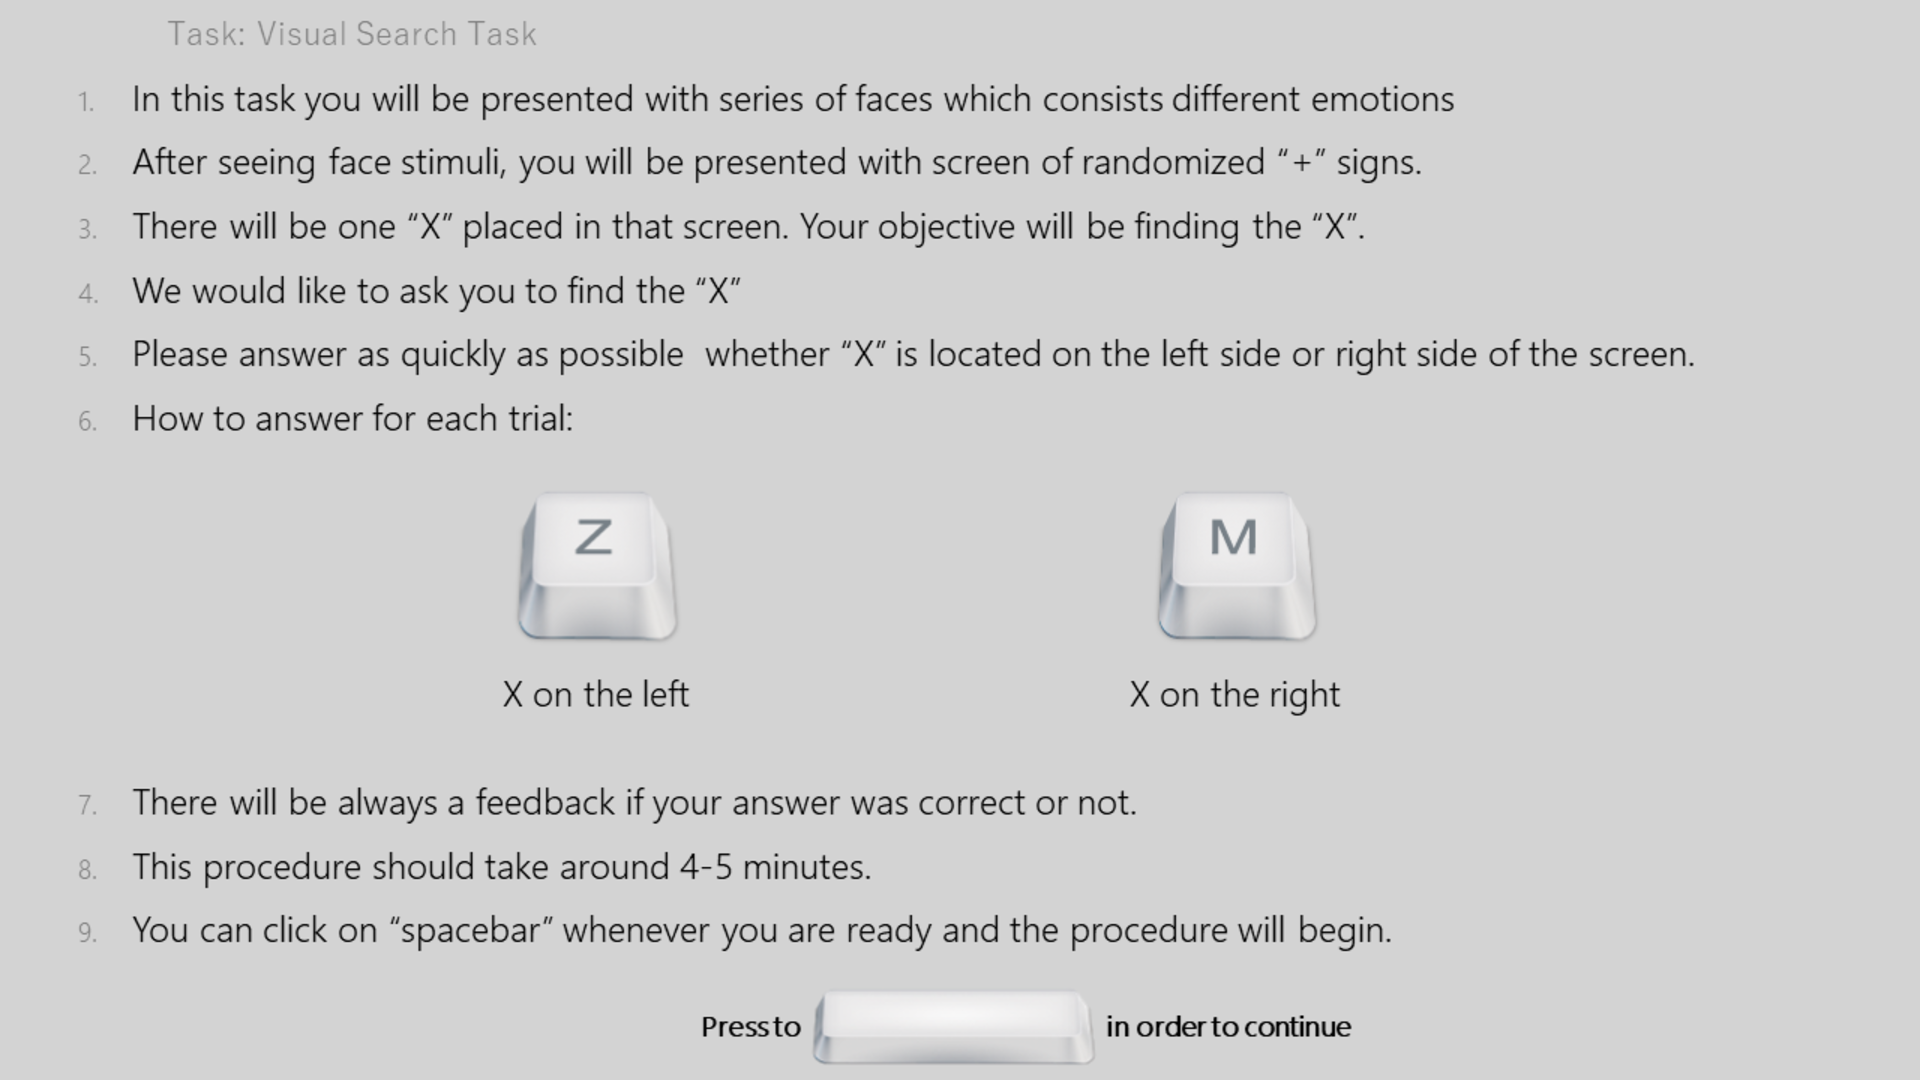 Task: Visual Search Task
1. In this task you will be presented with series of faces which consists different emotions
2. After seeing face stimuli, you will be presented with screen of randomized “+” signs.
3. There will be one “X” placed in that screen. Your objective will be finding the “X”.
4. We would like to ask you to find the “X”
5. Please answer as quickly as possible  whether “X” is located on the left side or right side of the screen.
6. How to answer for each trial:
Z M
X on the left X on the right
7. There will be always a feedback if your answer was correct or not.
8. This procedure should take around 4-5 minutes.
9. You can click on “spacebar” whenever you are ready and the procedure will begin.
Press to in order to continue